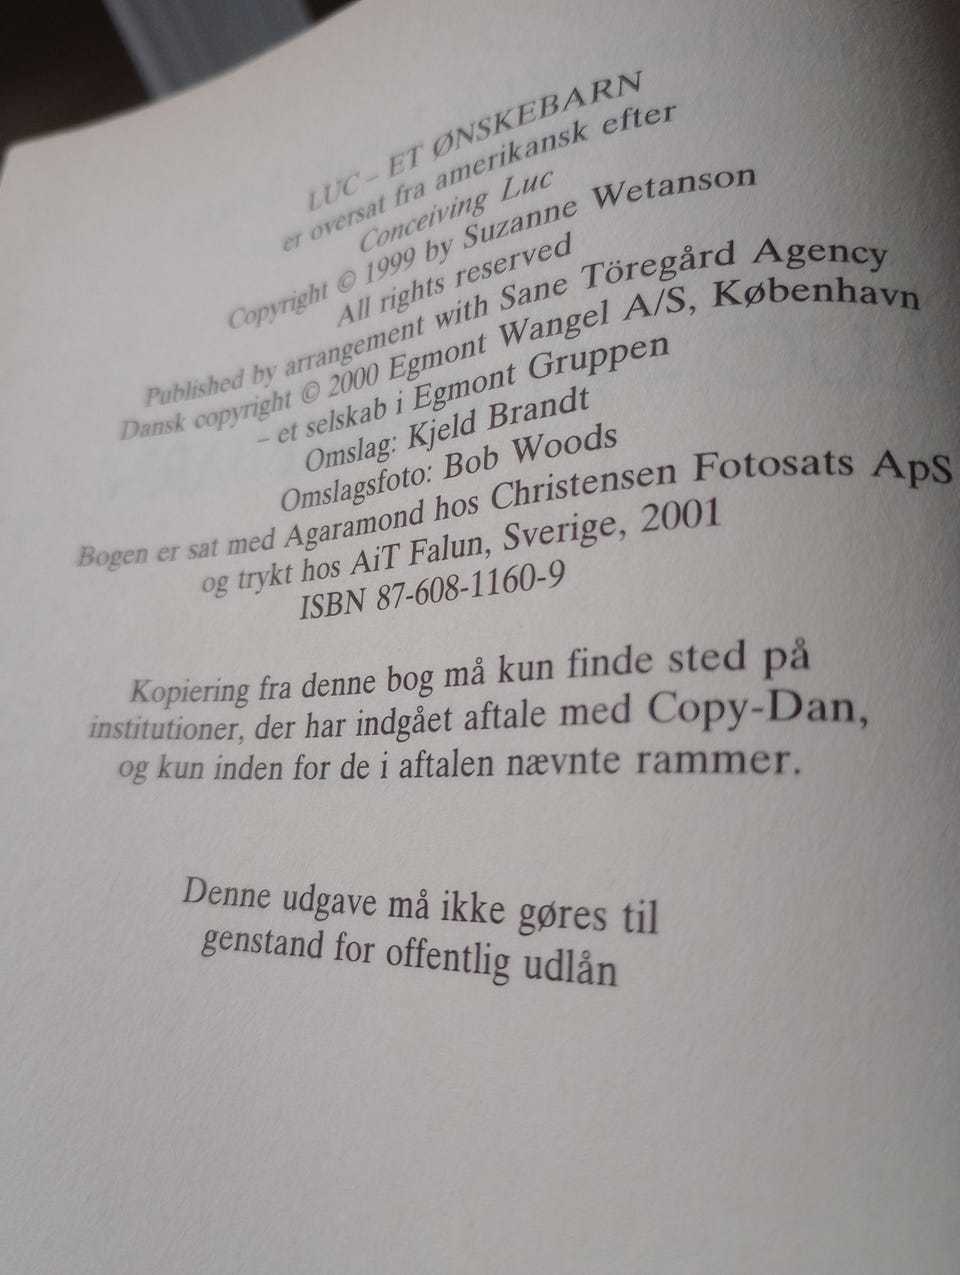 LUC – ET ØNSKEBARN
er oversat fra amerikansk efter
Conceiving Luc
Copyright © 1999 by Suzanne Wetanson
All rights reserved
Published by arrangement with Sane Töregård Agency
Dansk copyright © 2000 Egmont Wangel A/S, København
– et selskab i Egmont Gruppen
Omslag: Kjeld Brandt
Omslagsfoto: Bob Woods
Bogen er sat med Agaramond hos Christensen Fotosats ApS
og trykt hos AiT Falun, Sverige, 2001
ISBN 87-608-1160-9
Kopiering fra denne bog må kun finde sted på
institutioner, der har indgået aftale med Copy-Dan,
og kun inden for de i aftalen nævnte rammer.
Denne udgave må ikke gøres til
genstand for offentlig udlån